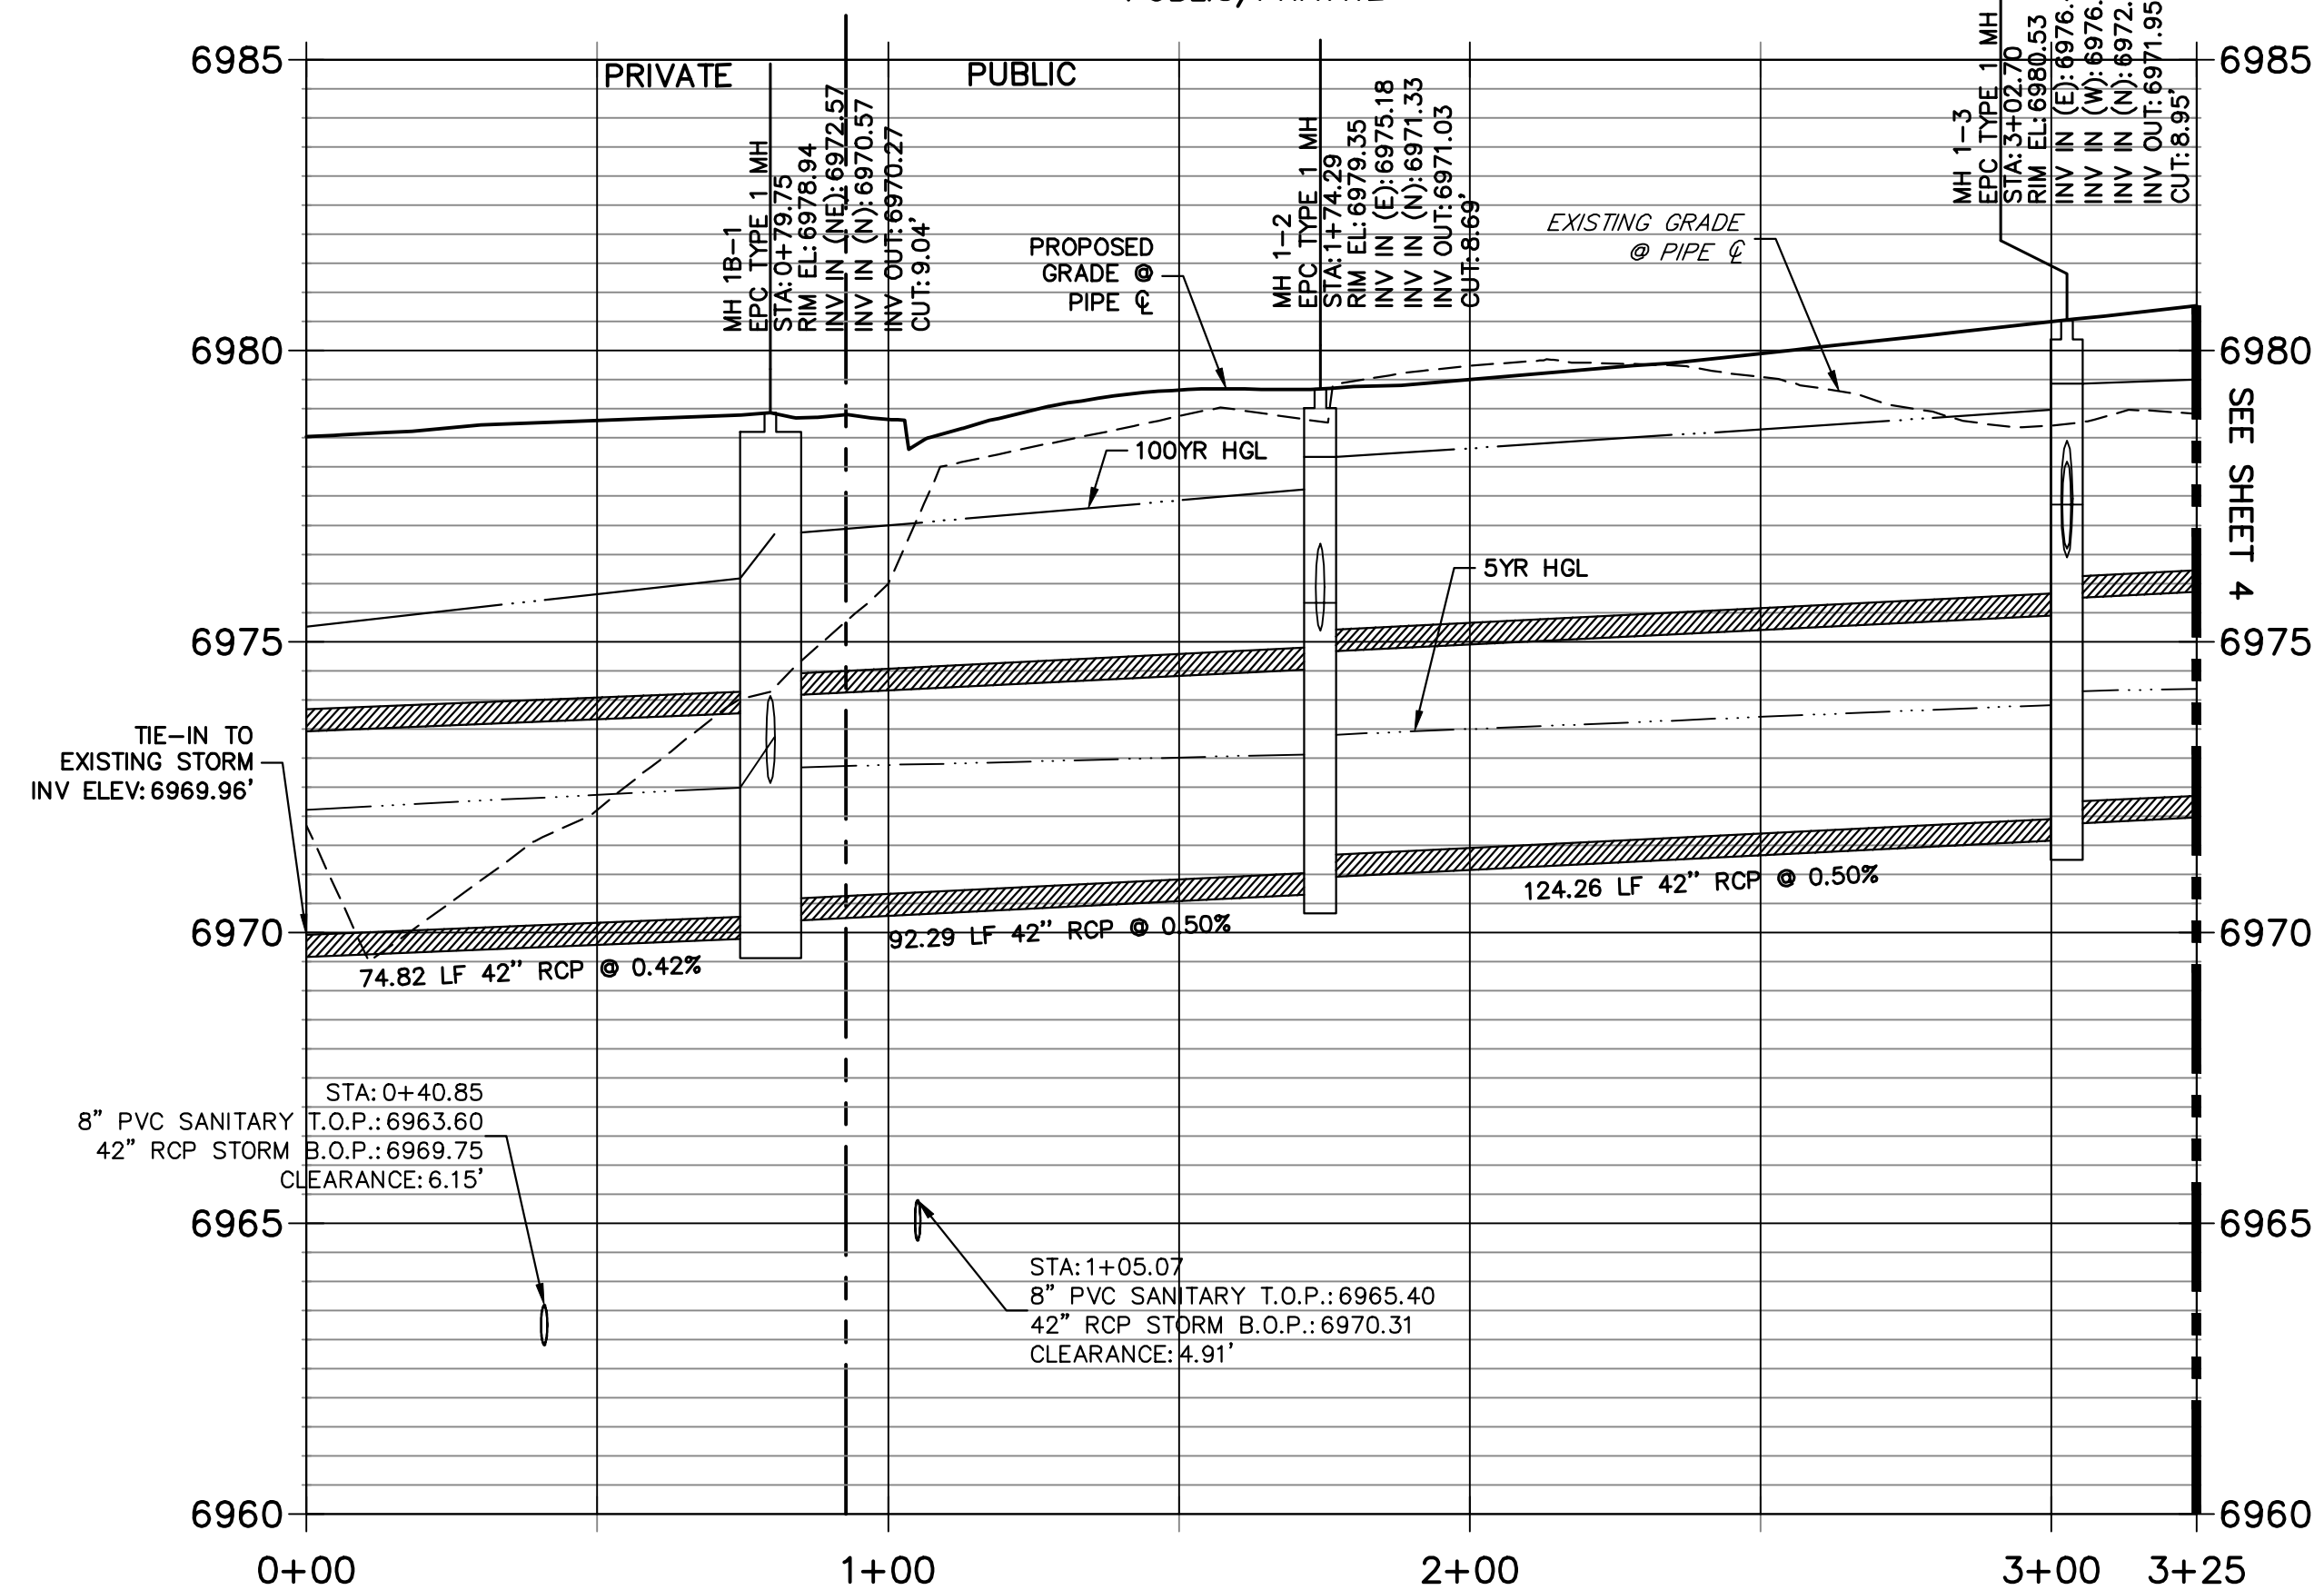 6985
6980
6975
6970
6965
6960
PRIVATE
PUBLIC
MH 1B-1
EPC TYPE 1 MH
STA:0+79.75
RIM EL:6978.94
INV IN (NE):6972.57
INV IN (N):6970.57
INV OUT:6970.27
CUT:9.04'
PROPOSED
GRADE @
PIPE ℄
MH 1-2
EPC TYPE 1 MH
STA:1+74.29
RIM EL:6979.35
INV IN (E):6975.18
INV IN (N):6971.33
INV OUT:6971.03
CUT:8.69'
EXISTING GRADE
@ PIPE ℄
MH 1-3
EPC TYPE 1 MH
STA:3+02.70
RIM EL:6980.53
INV IN (E):6976.
INV IN (W):6976.
INV IN (N):6972.
INV OUT:6971.95
CUT:8.95'
100YR HGL
5YR HGL
TIE-IN TO
EXISTING STORM
INV ELEV:6969.96'
74.82 LF 42" RCP @ 0.42%
92.29 LF 42" RCP @ 0.50%
124.26 LF 42" RCP @ 0.50%
STA:0+40.85
8" PVC SANITARY T.O.P.:6963.60
42" RCP STORM B.O.P.:6969.75
CLEARANCE:6.15'
STA:1+05.07
8" PVC SANITARY T.O.P.:6965.40
42" RCP STORM B.O.P.:6970.31
CLEARANCE:4.91'
6985
6980
6975
6970
6965
6960
SEE SHEET 4
0+00
1+00
2+00
3+00
3+25